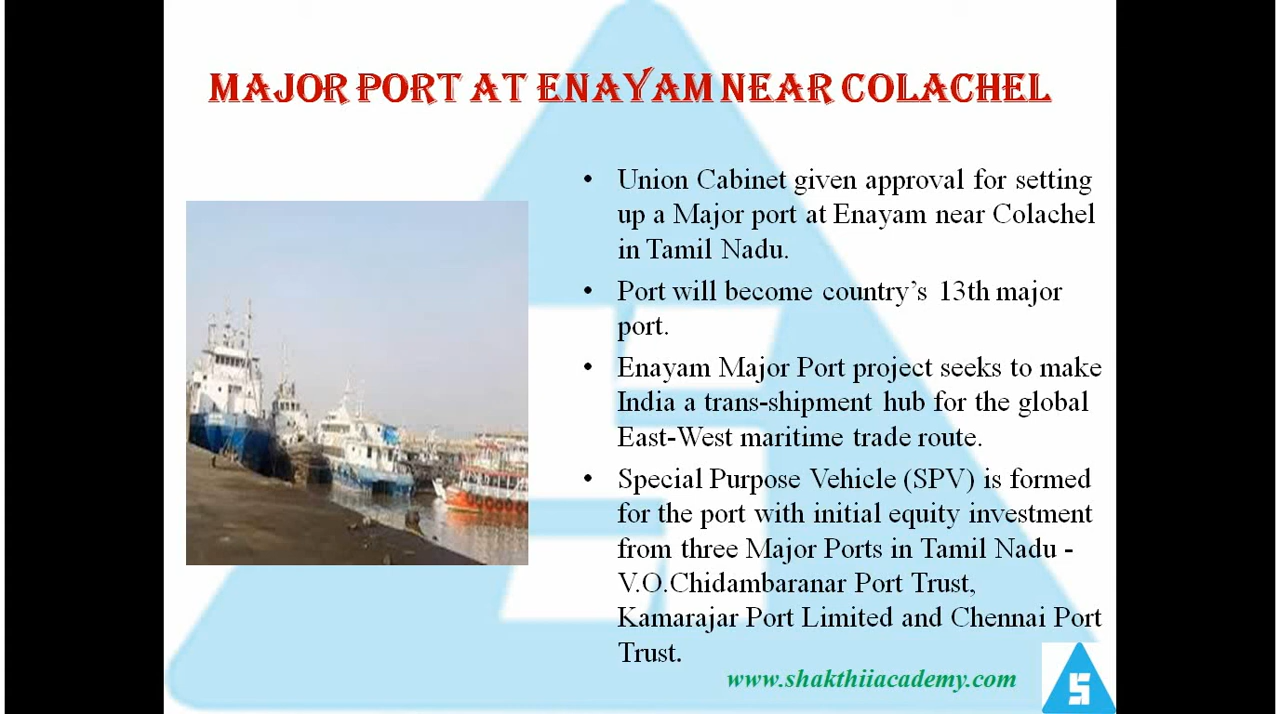 MAJOR PORT AT ENAYAM NEAR COLACHEL
• Union Cabinet given approval for setting
up a Major port at Enayam near Colachel
in Tamil Nadu.
• Port will become country’s 13th major
port.
• Enayam Major Port project seeks to make
India a trans-shipment hub for the global
East-West maritime trade route.
• Special Purpose Vehicle (SPV) is formed
for the port with initial equity investment
from three Major Ports in Tamil Nadu -
V.O.Chidambaranar Port Trust,
Kamarajar Port Limited and Chennai Port
Trust.
www.shakthiiacademy.com